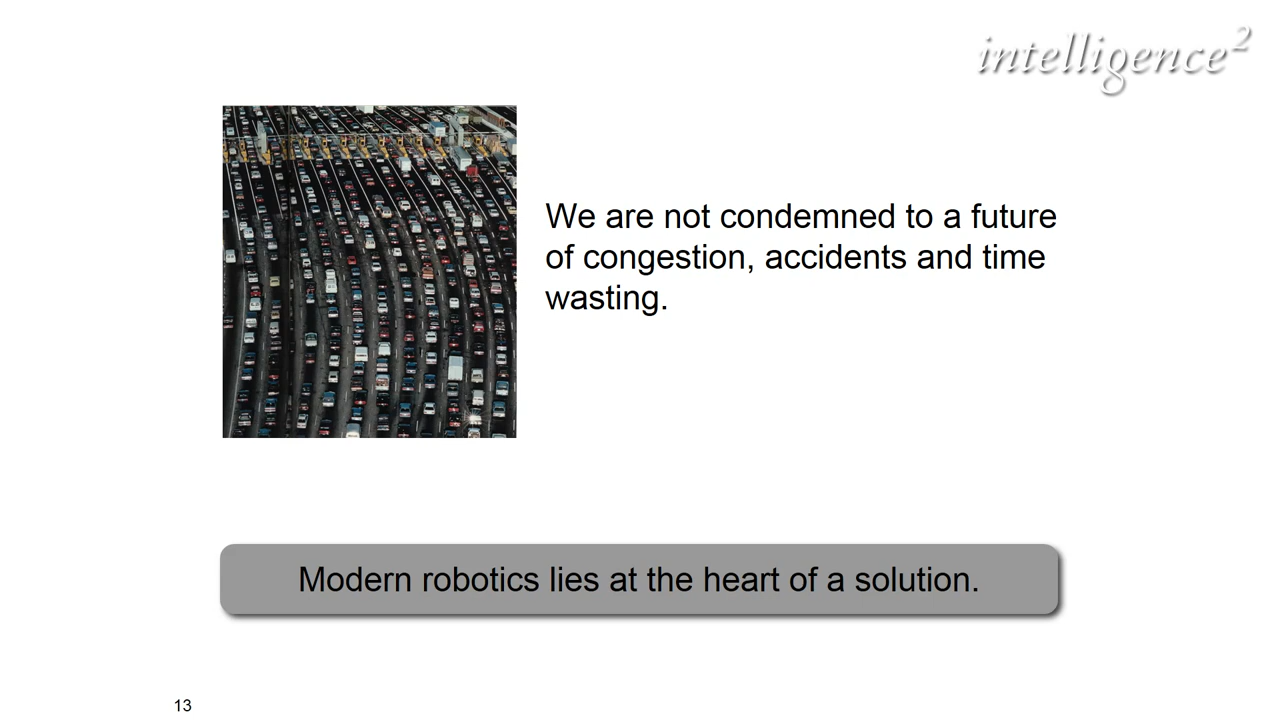 intelligence²
We are not condemned to a future
of congestion, accidents and time
wasting.
Modern robotics lies at the heart of a solution.
13